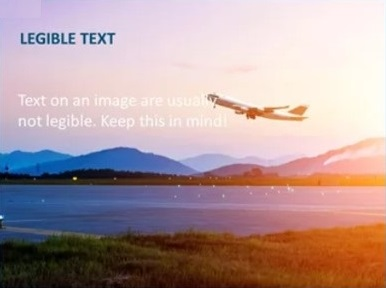 LEGIBLE TEXT
Text on an image are usually
not legible. Keep this in mind!